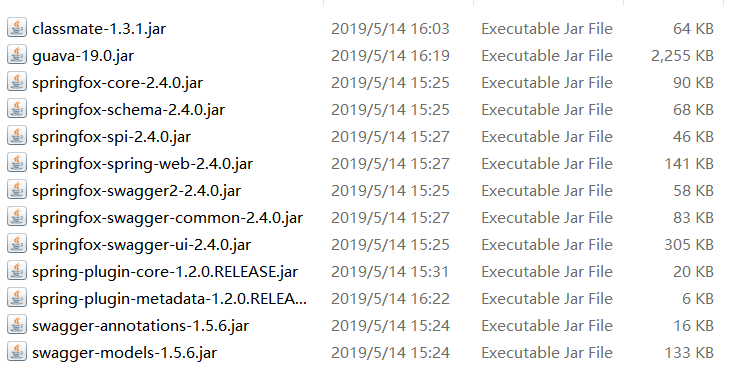 classmate-1.3.1.jar 2019/5/14 16:03 Executable Jar File 64 KB
guava-19.0.jar 2019/5/14 16:19 Executable Jar File 2,255 KB
springfox-core-2.4.0.jar 2019/5/14 15:25 Executable Jar File 90 KB
springfox-schema-2.4.0.jar 2019/5/14 15:25 Executable Jar File 68 KB
springfox-spi-2.4.0.jar 2019/5/14 15:27 Executable Jar File 46 KB
springfox-spring-web-2.4.0.jar 2019/5/14 15:27 Executable Jar File 141 KB
springfox-swagger2-2.4.0.jar 2019/5/14 15:25 Executable Jar File 58 KB
springfox-swagger-common-2.4.0.jar 2019/5/14 15:27 Executable Jar File 83 KB
springfox-swagger-ui-2.4.0.jar 2019/5/14 15:25 Executable Jar File 305 KB
spring-plugin-core-1.2.0.RELEASE.jar 2019/5/14 15:31 Executable Jar File 20 KB
spring-plugin-metadata-1.2.0.RELEA... 2019/5/14 16:22 Executable Jar File 6 KB
swagger-annotations-1.5.6.jar 2019/5/14 15:24 Executable Jar File 16 KB
swagger-models-1.5.6.jar 2019/5/14 15:24 Executable Jar File 133 KB